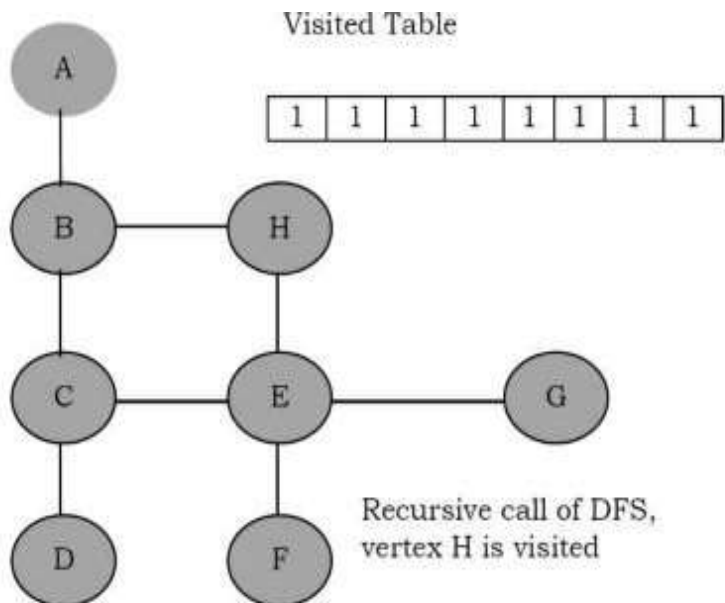 Visited Table
A
1 1 1 1 1 1 1 1
B H
C E G
Recursive call of DFS,
vertex H is visited
D F